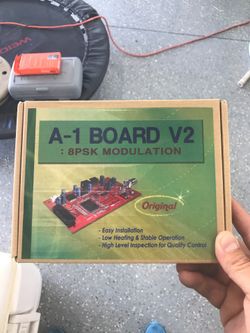 A-1 BOARD V2
: 8PSK MODULATION
Original
- Easy Installation
- Low Heating & Stable Operation
- High Level Inspection for Quality Control